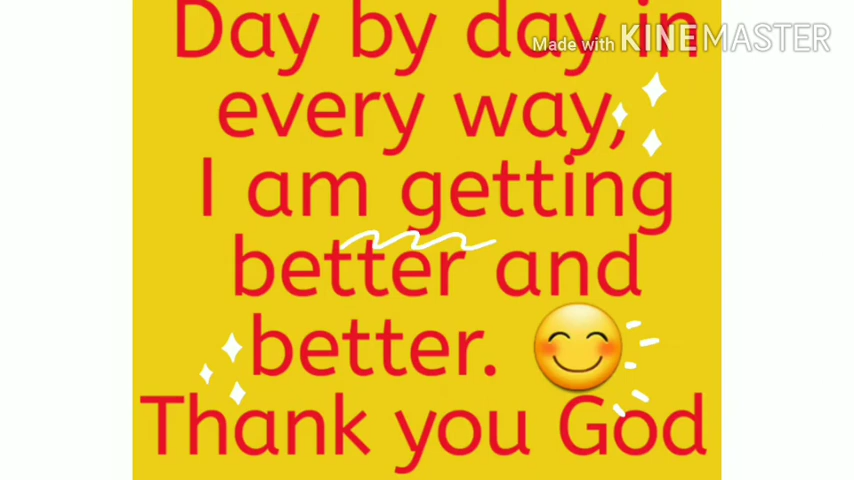 Day by day in
Made with KINEMASTER
every way,
I am getting
better and
better. 😊
Thank you God